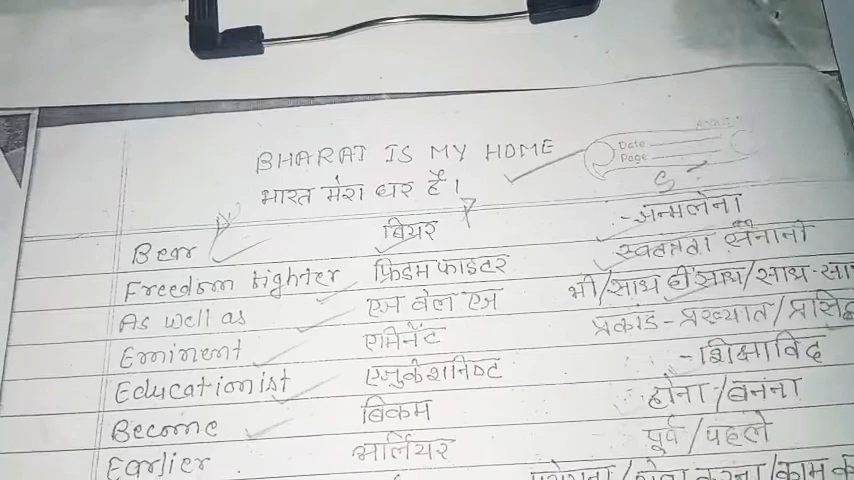 BHARAT IS MY HOME
भारत मेरा घर है।
Date
Page
Bear बियर - जन्मलेना
Freedom fighter फ्रिडम फाइटर स्वतन्त्रता सेनानी
As well as एज वेल एज भी/साथ ही साथ/साथ-साथ
Eminent एमिनेंट प्रकांड-प्रख्यात/प्रसिद्ध
Educationist एजुकेशनिस्ट - शिक्षाविद
Become बिकम होना/बनना
Earlier अर्लियर पूर्व/पहले